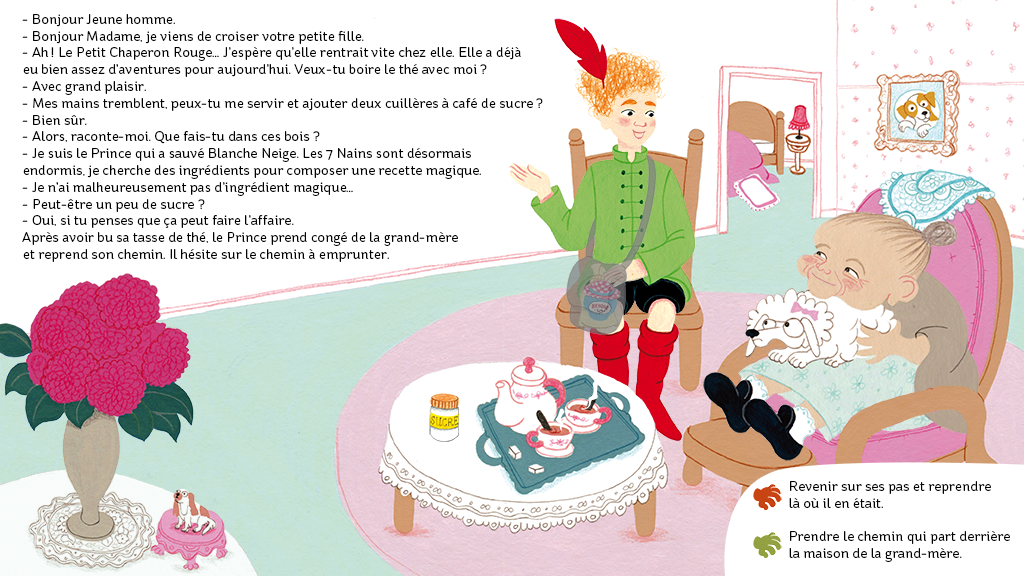 - Bonjour Jeune homme.
- Bonjour Madame, je viens de croiser votre petite fille.
- Ah ! Le Petit Chaperon Rouge... J'espère qu'elle rentrait vite chez elle. Elle a déjà
eu bien assez d'aventures pour aujourd'hui. Veux-tu boire le thé avec moi ?
- Avec grand plaisir.
- Mes mains tremblent, peux-tu me servir et ajouter deux cuillères à café de sucre ?
- Bien sûr.
- Alors, raconte-moi. Que fais-tu dans ces bois ?
- Je suis le Prince qui a sauvé Blanche Neige. Les 7 Nains sont désormais
endormis, je cherche des ingrédients pour composer une recette magique.
- Je n'ai malheureusement pas d'ingrédient magique...
- Peut-être un peu de sucre ?
- Oui, si tu penses que ça peut faire l'affaire.
Après avoir bu sa tasse de thé, le Prince prend congé de la grand-mère
et reprend son chemin. Il hésite sur le chemin à emprunter.
SUCRE
Revenir sur ses pas et reprendre
là où il en était.
Prendre le chemin qui part derrière
la maison de la grand-mère.